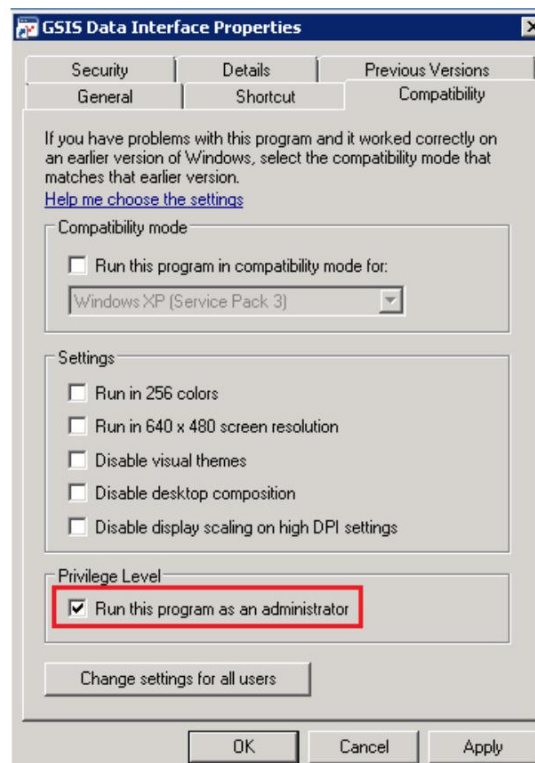 GSIS Data Interface Properties
Security Details Previous Versions
General Shortcut Compatibility
If you have problems with this program and it worked correctly on
an earlier version of Windows, select the compatibility mode that
matches that earlier version.
Help me choose the settings
Compatibility mode
Run this program in compatibility mode for:
Windows XP (Service Pack 3)
Settings
Run in 256 colors
Run in 640 x 480 screen resolution
Disable visual themes
Disable desktop composition
Disable display scaling on high DPI settings
Privilege Level
Run this program as an administrator
Change settings for all users
OK Cancel Apply